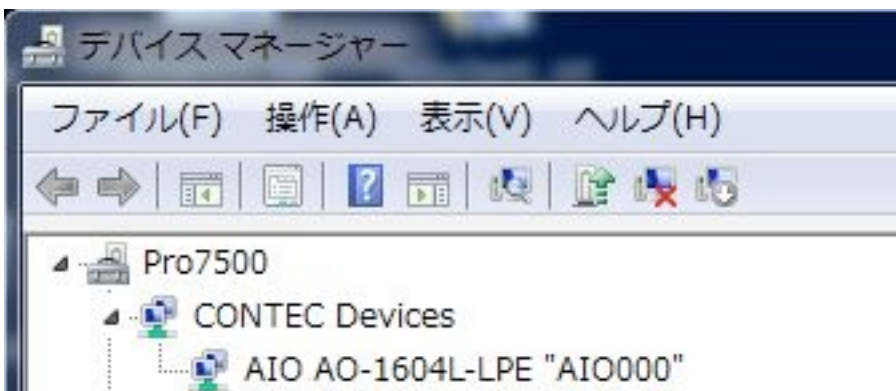 デバイス マネージャー
ファイル(F) 操作(A) 表示(V) ヘルプ(H)
Pro7500
CONTEC Devices
AIO AO-1604L-LPE "AIO000"